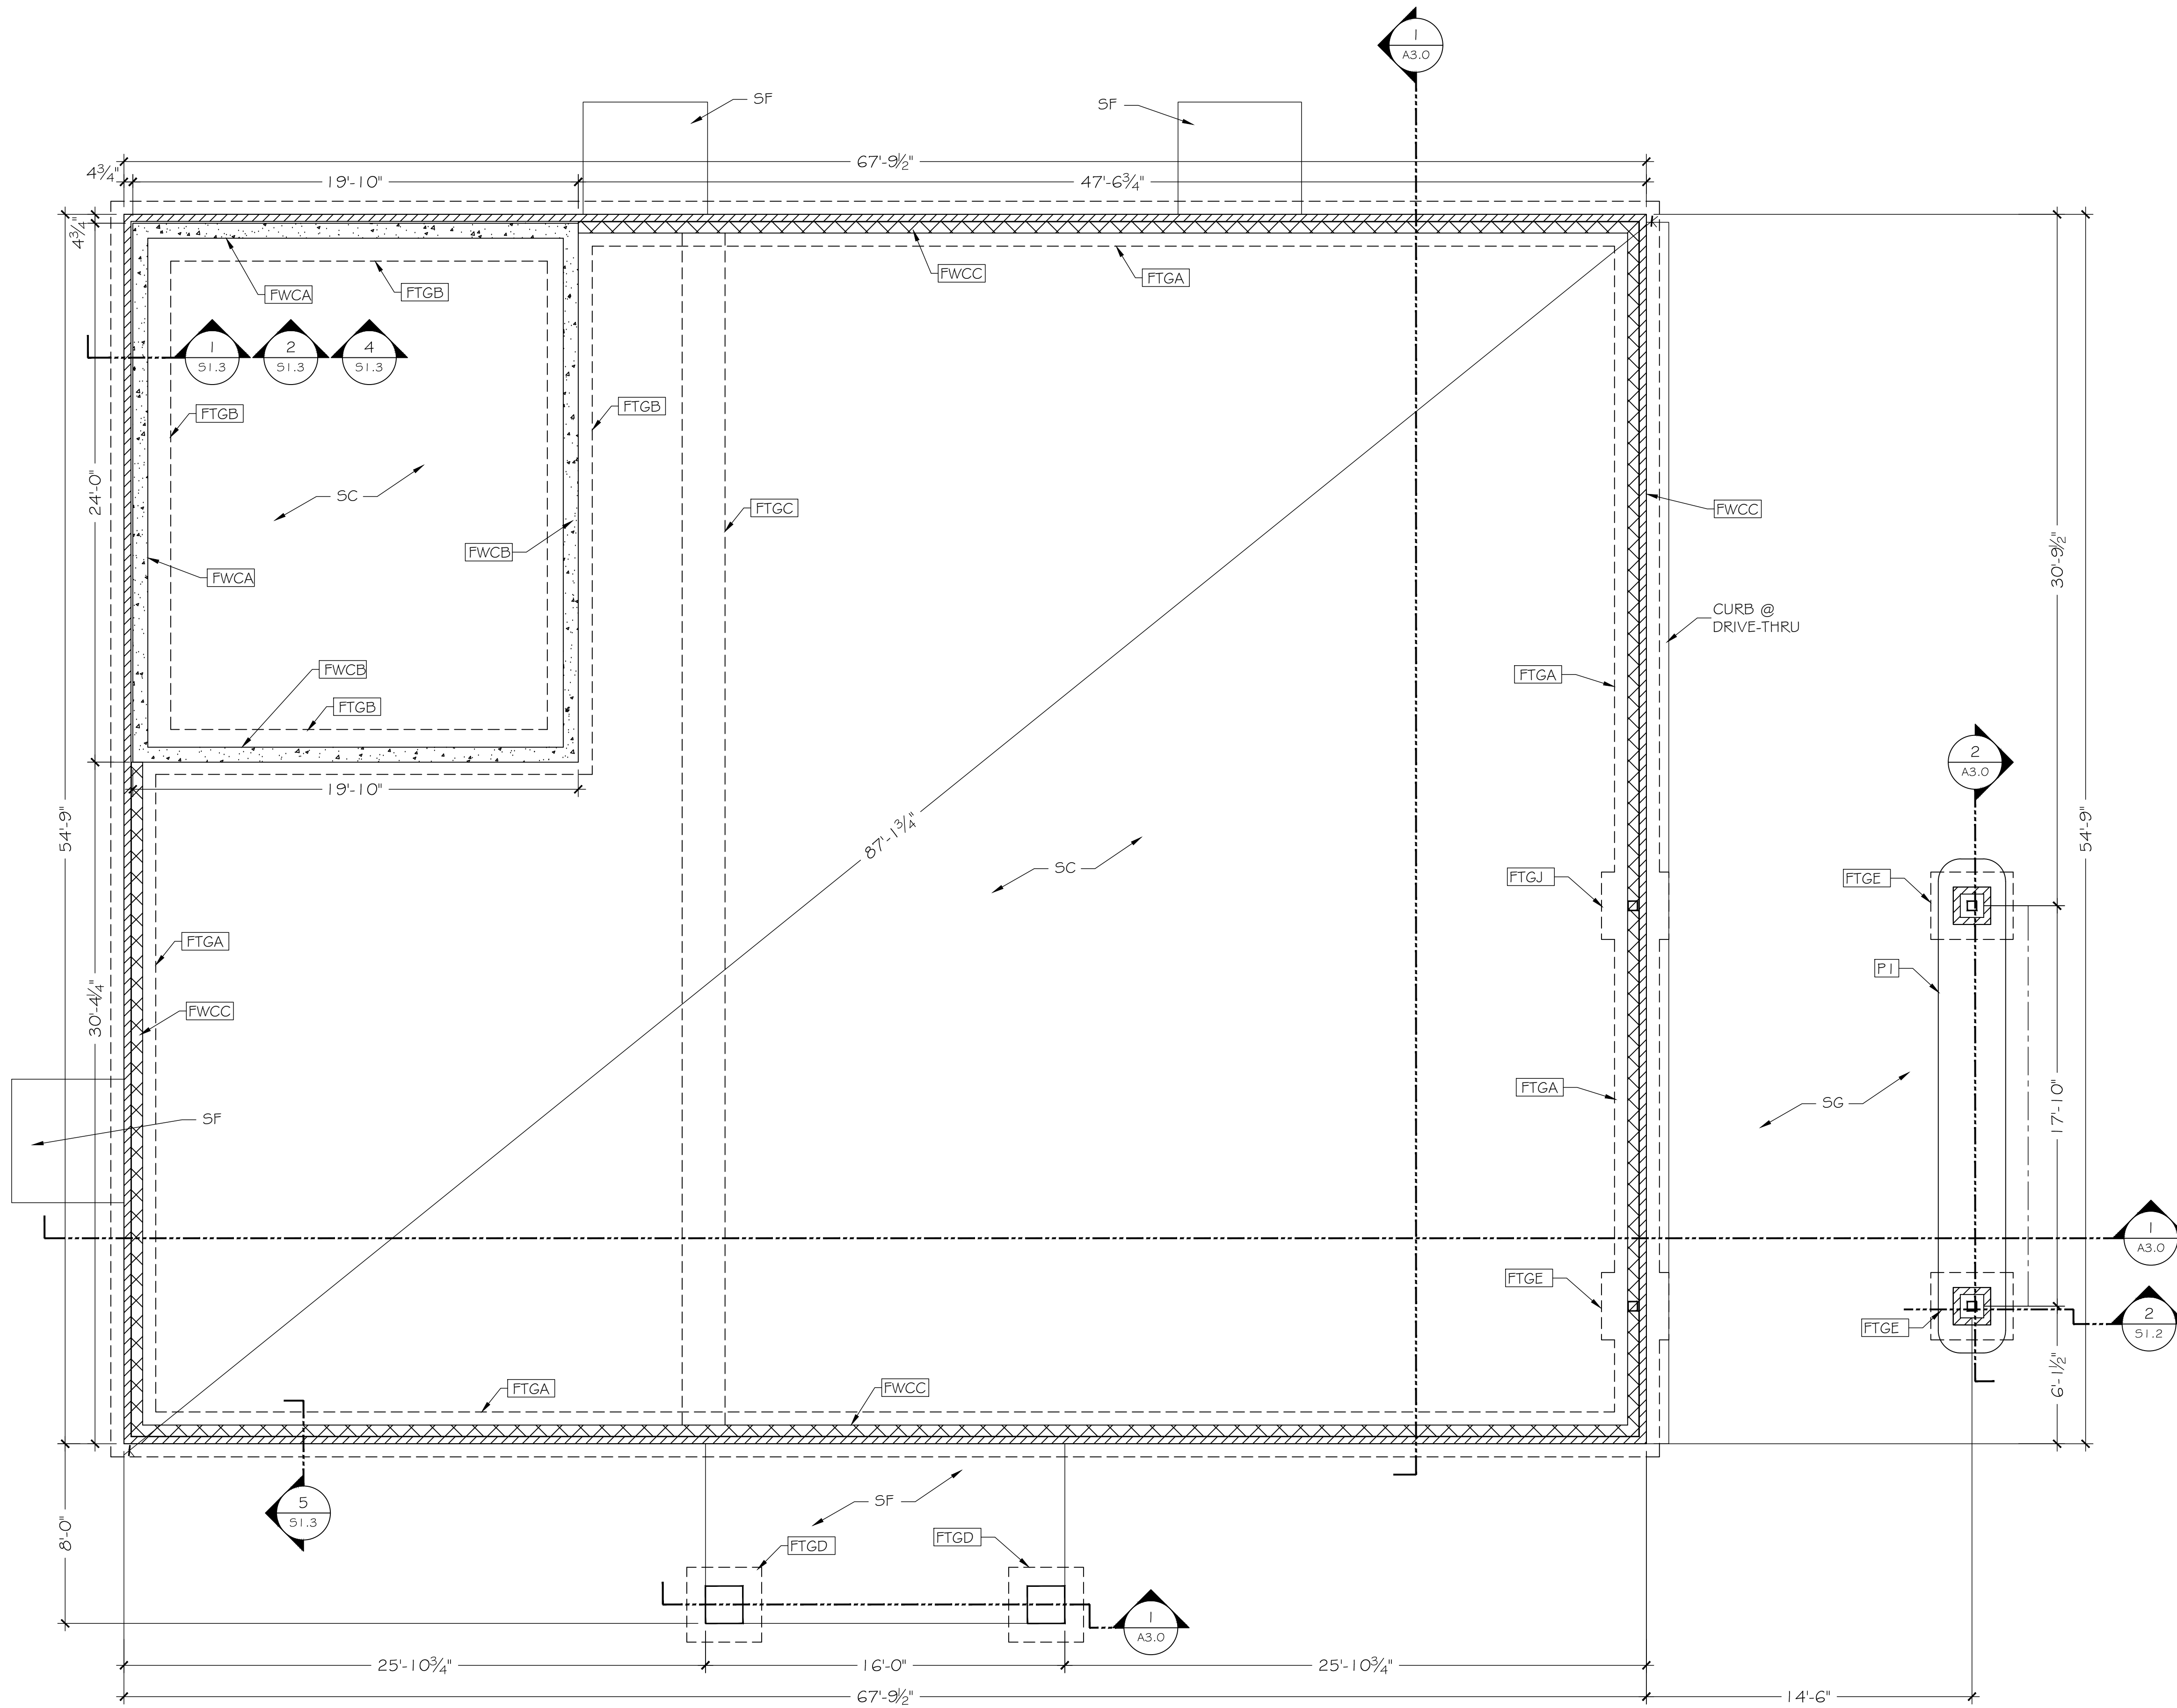 1
A3.0
SF
SF
67'-9½"
4¾"
19'-10"
47'-6¾"
4¾"
FWCC
FTGA
FWCA
FTGB
1
S1.3
2
S1.3
4
S1.3
FTGB
FTGB
SC
24'-0"
FTGC
FWCC
FWCB
30'-9½"
FWCA
CURB @
DRIVE-THRU
FWCB
FTGA
FTGB
2
A3.0
19'-10"
54'-9"
87'-1¾"
54'-9"
SC
FTGJ
FTGE
FTGA
P1
30'-4¼"
FWCC
FTGA
SG
17'-10"
SF
1
A3.0
FTGE
2
S1.2
FTGE
6'-1½"
FTGA
FWCC
5
S1.3
SF
8'-0"
FTGD
FTGD
1
A3.0
25'-10¾"
16'-0"
25'-10¾"
67'-9½"
14'-6"